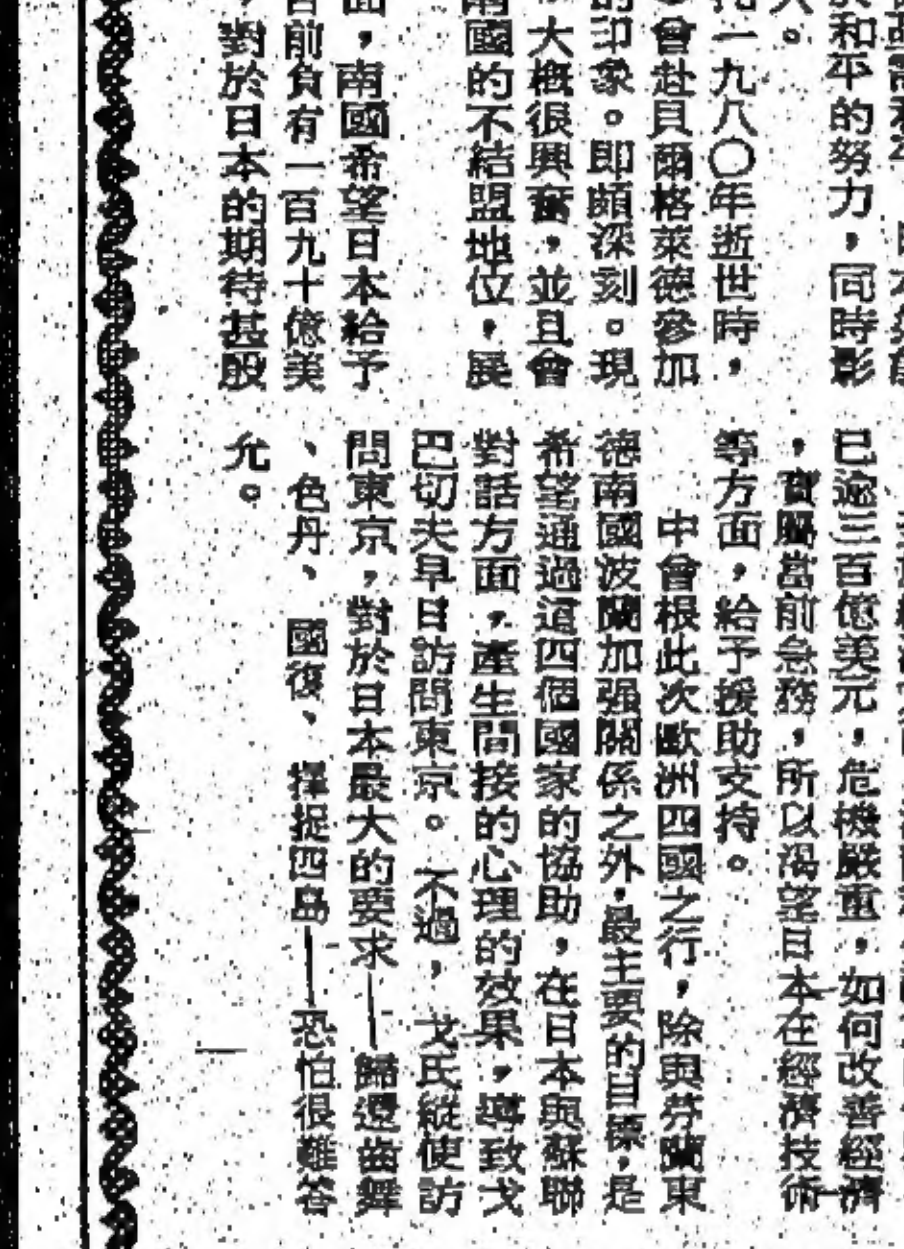 於和平的努力，同時影
人。
一九八〇年逝世時，
會赴貝爾格萊德參加
的印象。即頗深刻。現
，大概很興奮，並且會
南國的不結盟地位，展
面，南國希望日本給予
目前負有一百九十億美
，對於日本的期待甚殷
已逾三百億美元，危機嚴重，如何改善經濟
，實屬當前急務，所以渴望日本在經濟技術
等方面，給予援助支持。
中曾根此次歐洲四國之行，除與芬蘭東
德南國波蘭加强關係之外，最主要的目標，是
希望通過這四個國家的協助，在日本與蘇聯
對話方面，產生間接的心理的效果，導致戈
巴切夫早日訪問東京。不過，戈氏縱使訪
問東京，對於日本最大的要求——歸還齒舞
、色丹、國後、擇捉四島——恐怕很難答
允。